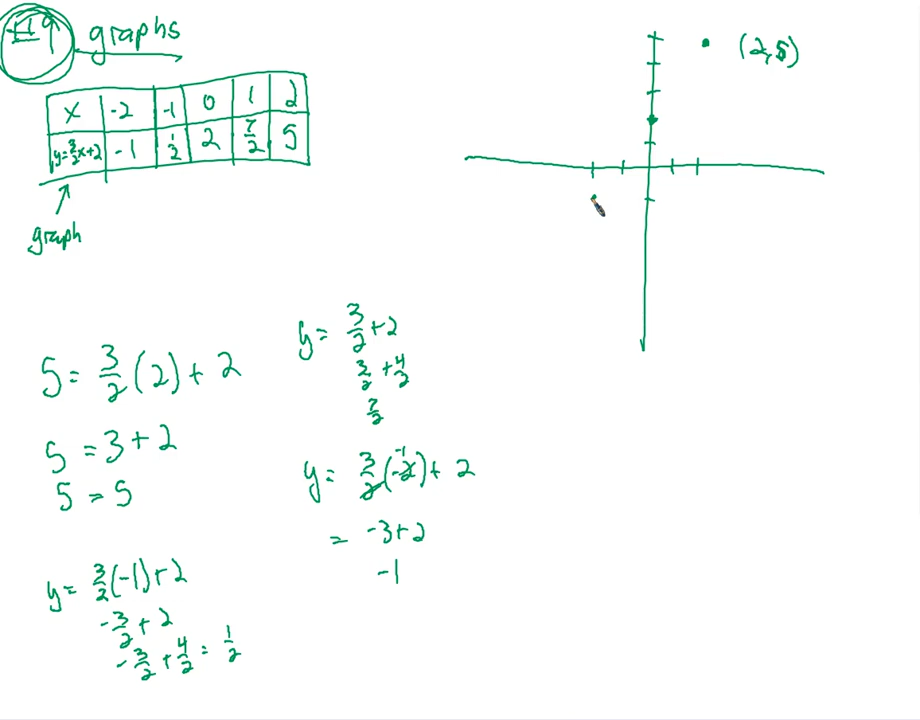 #19 graphs
x -2 -1 0 1 2
y=3/2x+2 -1 1/2 2 7/2 5
graph
(2,5)
5 = 3/2(2) + 2
5 = 3 + 2
5 = 5
y = 3/2(-1) + 2
-3/2 + 2
-3/2 + 4/2 = 1/2
y = 3/2 + 2
3/2 + 4/2
7/2
y = 3/2(-2) + 2
-1
= -3 + 2
-1